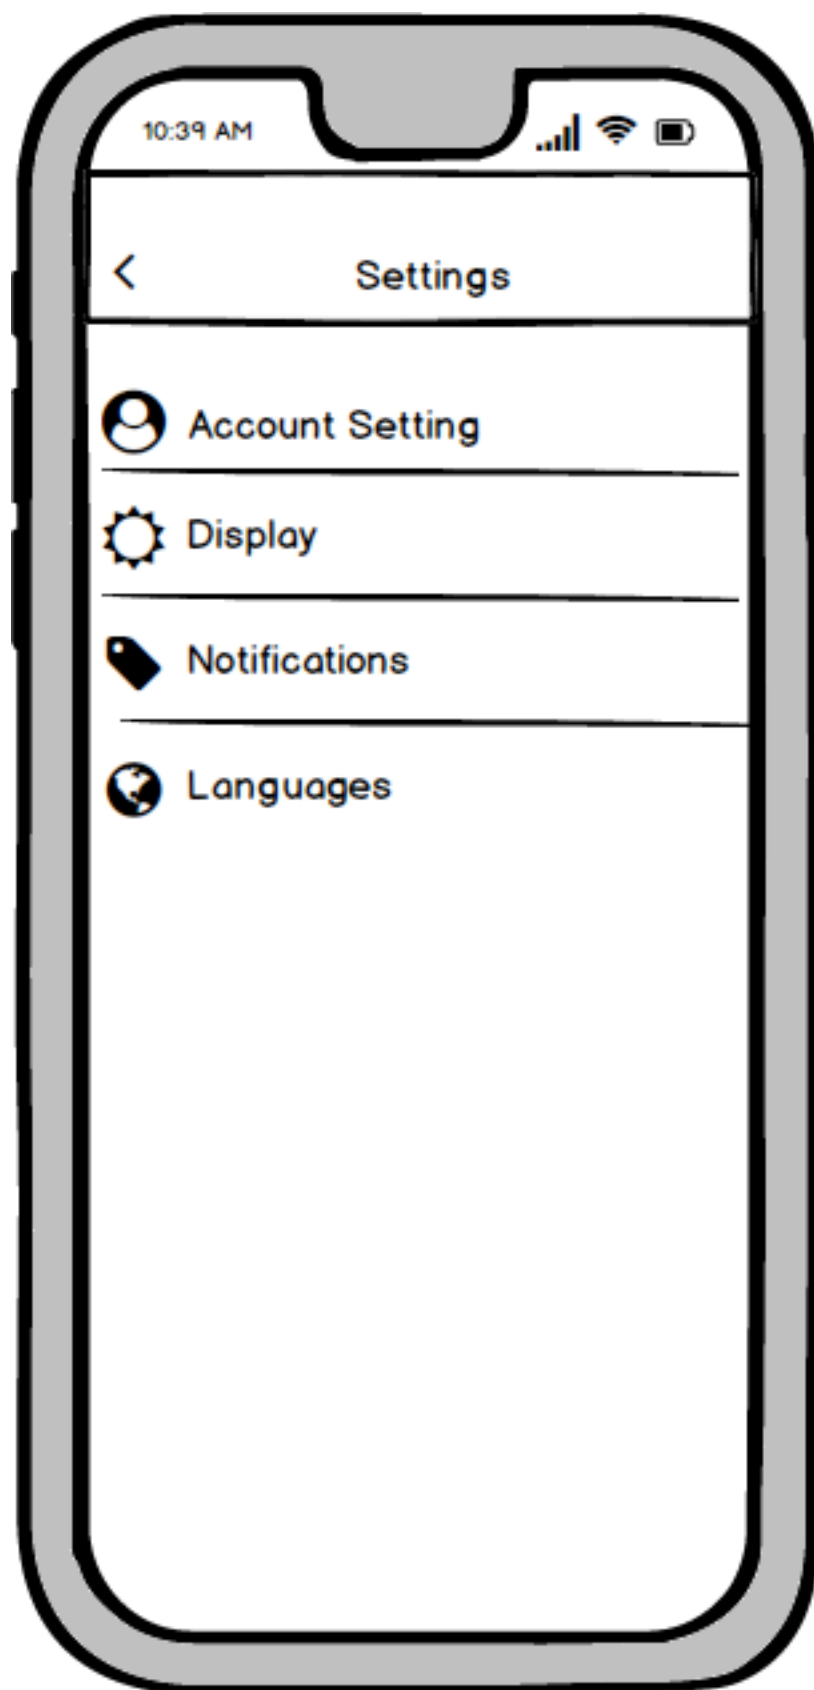 10:39 AM
Settings
Account Setting
Display
Notifications
Languages